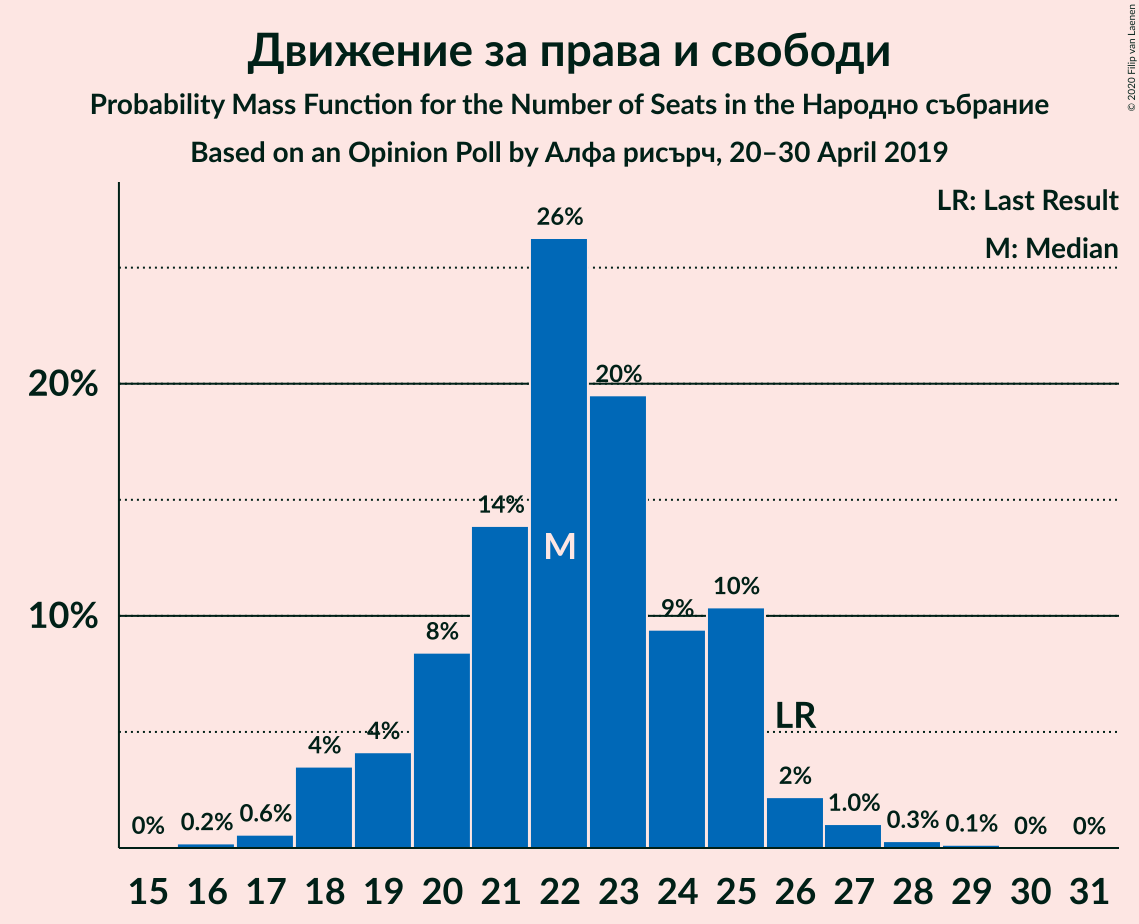 Движение за права и свободи
Probability Mass Function for the Number of Seats in the Народно събрание
Based on an Opinion Poll by Алфа рисърч, 20–30 April 2019
© 2020 Filip van Laenen
LR: Last Result
M: Median
26%
20%
20%
14%
M
10%
9%
10%
8%
LR
4%
4%
2%
1.0%
0.6%
0.3%
0.2%
0.1%
0%
0%
0%
15 16 17 18 19 20 21 22 23 24 25 26 27 28 29 30 31